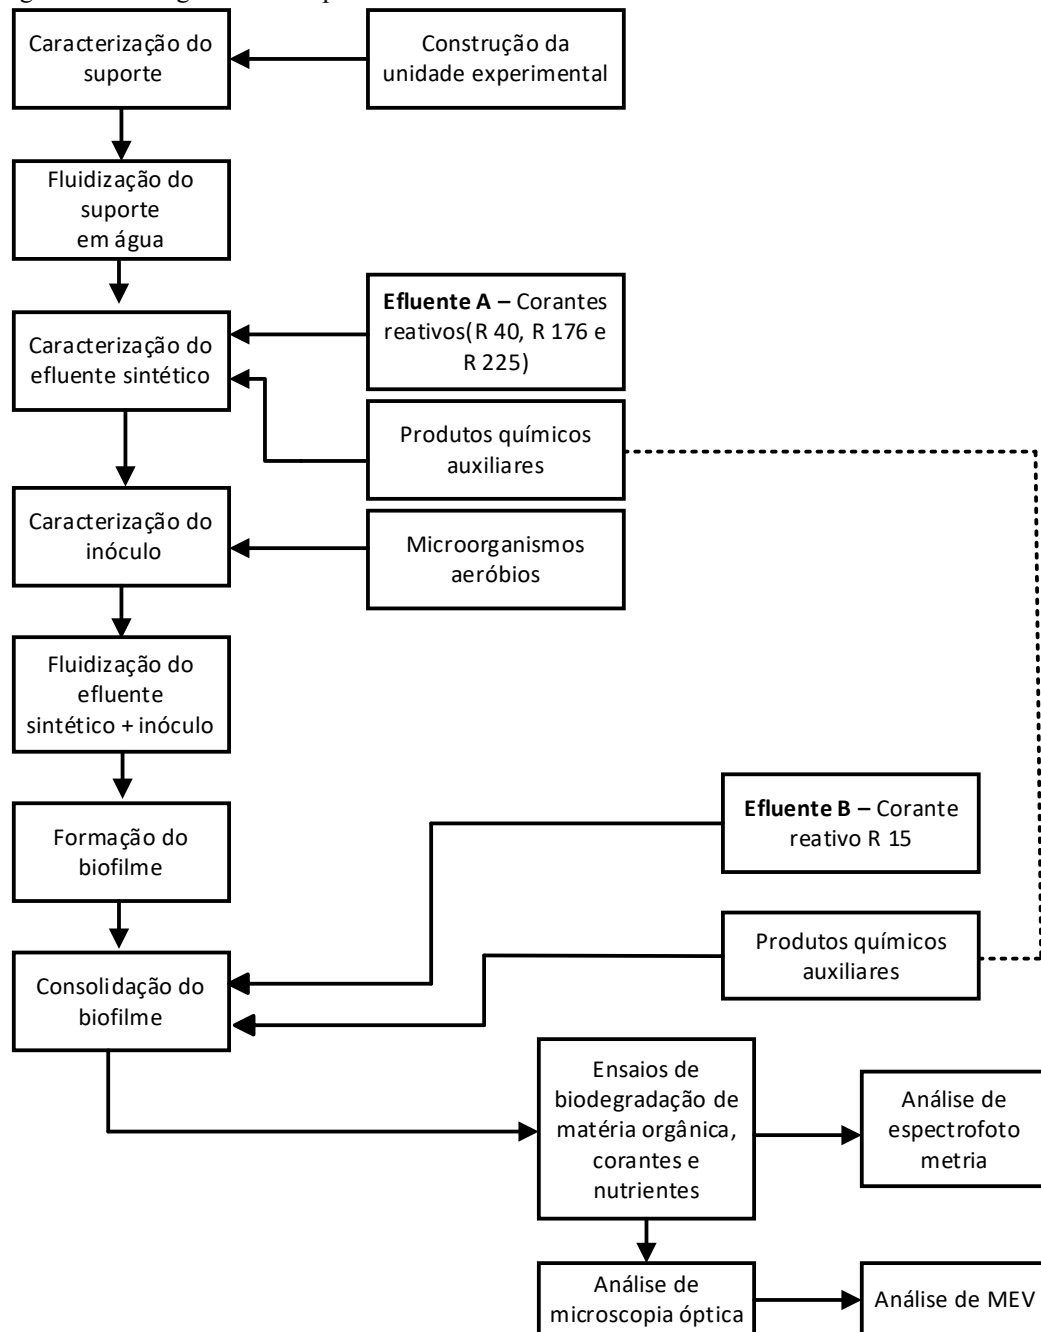 Caracterização do
suporte
Construção da
unidade experimental
Fluidização do
suporte
em água
Efluente A – Corantes
reativos(R 40, R 176 e
R 225)
Caracterização do
efluente sintético
Produtos químicos
auxiliares
Caracterização do
inóculo
Microorganismos
aeróbios
Fluidização do
efluente
sintético + inóculo
Efluente B – Corante
reativo R 15
Formação do
biofilme
Produtos químicos
auxiliares
Consolidação do
biofilme
Ensaios de
biodegradação de
matéria orgânica,
corantes e
nutrientes
Análise de
espectrofoto
metria
Análise de
microscopia óptica
Análise de MEV